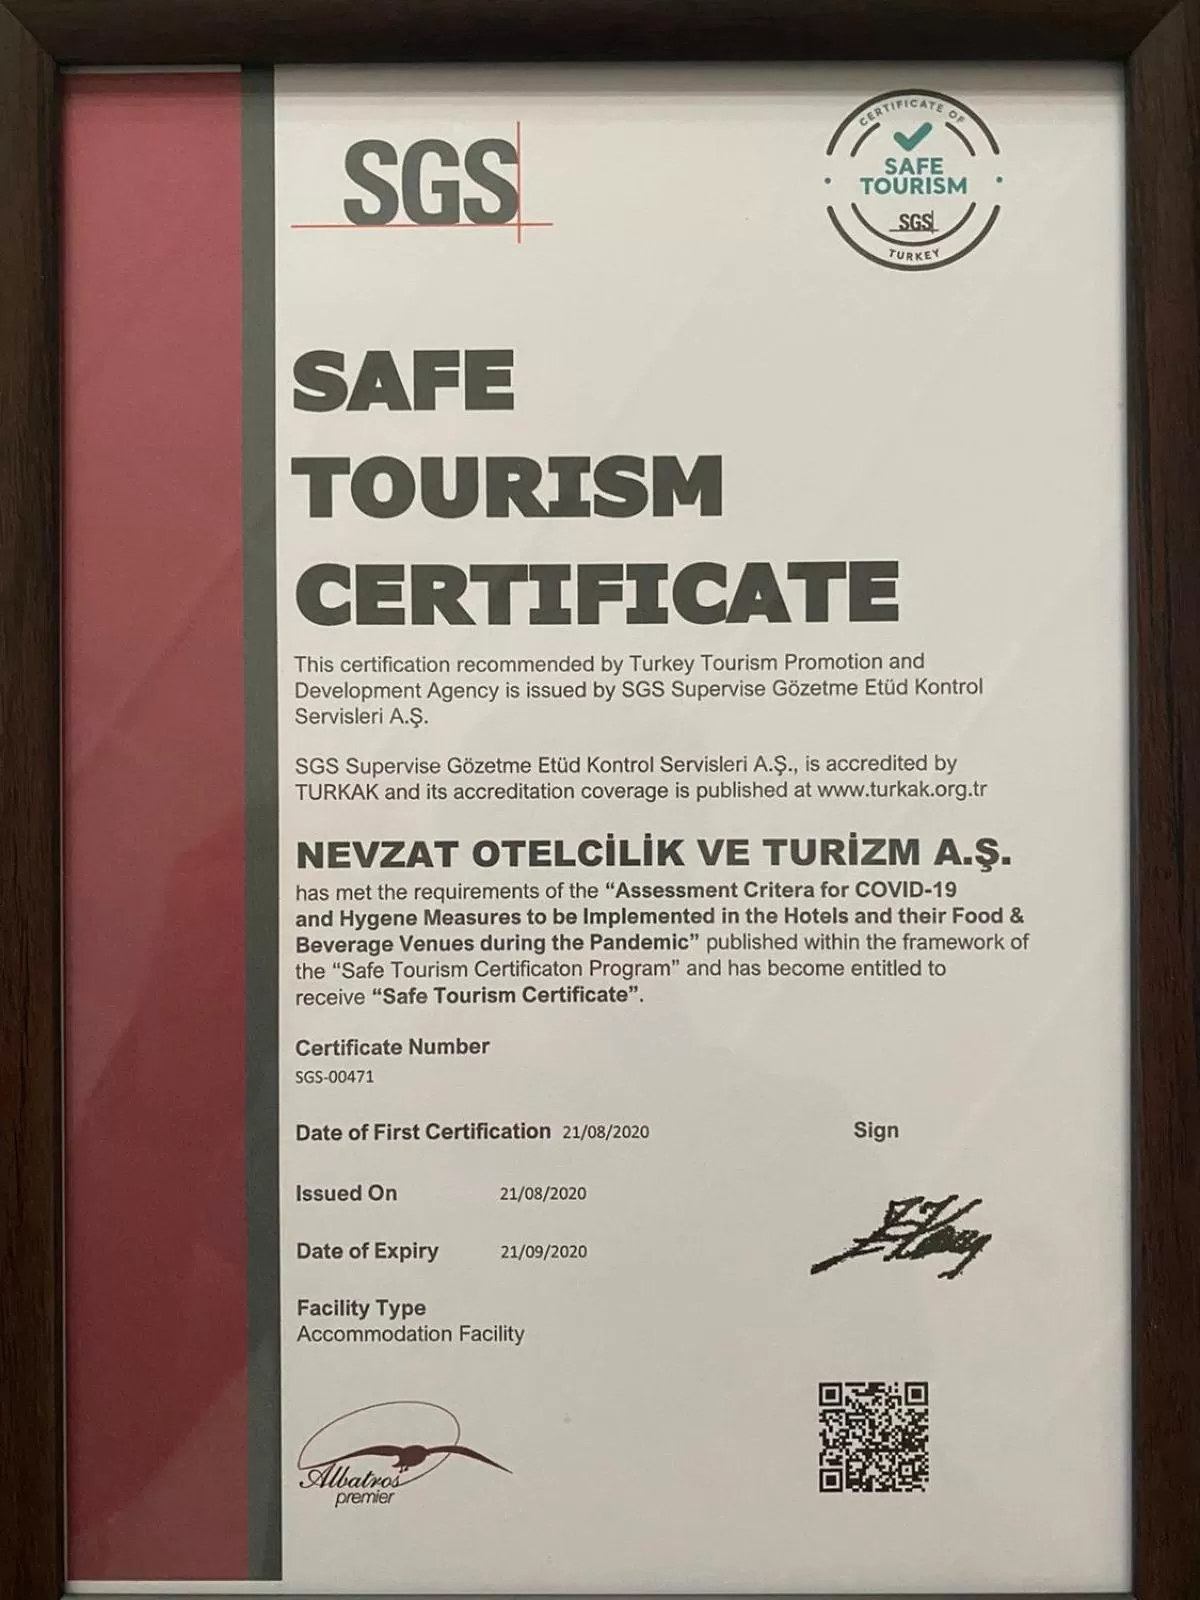 SGS
CERTIFICATE OF
SAFE
TOURISM
SGS
TURKEY
SAFE
TOURISM
CERTIFICATE
This certification recommended by Turkey Tourism Promotion and
Development Agency is issued by SGS Supervise Gözetme Etüd Kontrol
Servisleri A.Ş.
SGS Supervise Gözetme Etüd Kontrol Servisleri A.Ş., is accredited by
TURKAK and its accreditation coverage is published at www.turkak.org.tr
NEVZAT OTELCİLİK VE TURİZM A.Ş.
has met the requirements of the “Assessment Critera for COVID-19
and Hygene Measures to be Implemented in the Hotels and their Food &
Beverage Venues during the Pandemic” published within the framework of
the “Safe Tourism Certificaton Program” and has become entitled to
receive “Safe Tourism Certificate”.
Certificate Number
SGS-00471
Date of First Certification 21/08/2020
Sign
Issued On 21/08/2020
Date of Expiry 21/09/2020
Facility Type
Accommodation Facility
Albatros
premier